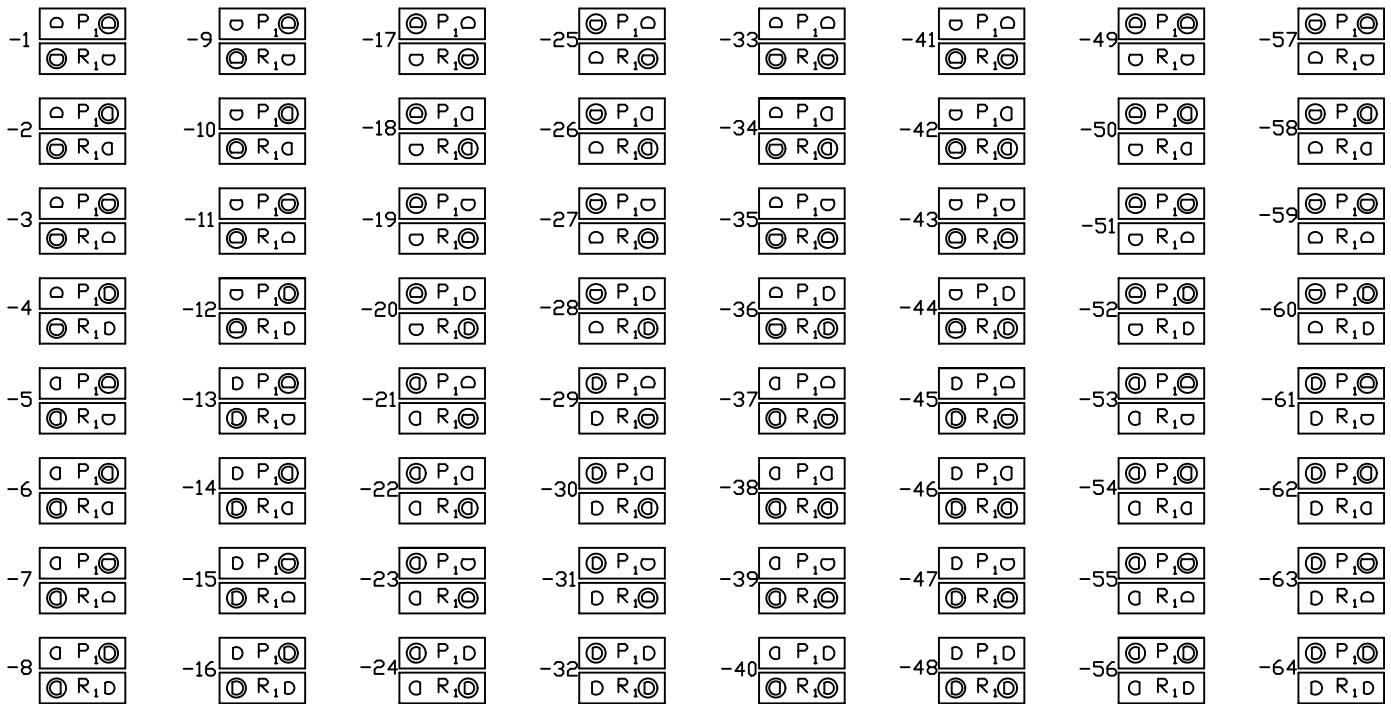 P₁ P₁ P₁ P₁ P₁ P₁ P₁ P₁
-1 -9 -17 -25 -33 -41 -49 -57
R₁ R₁ R₁ R₁ R₁ R₁ R₁ R₁
P₁ P₁ P₁ P₁ P₁ P₁ P₁ P₁
-2 -10 -18 -26 -34 -42 -50 -58
R₁ R₁ R₁ R₁ R₁ R₁ R₁ R₁
P₁ P₁ P₁ P₁ P₁ P₁ P₁ P₁
-3 -11 -19 -27 -35 -43 -51 -59
R₁ R₁ R₁ R₁ R₁ R₁ R₁ R₁
P₁ P₁ P₁ P₁ P₁ P₁ P₁ P₁
-4 -12 -20 -28 -36 -44 -52 -60
R₁ R₁ R₁ R₁ R₁ R₁ R₁ R₁
P₁ P₁ P₁ P₁ P₁ P₁ P₁ P₁
-5 -13 -21 -29 -37 -45 -53 -61
R₁ R₁ R₁ R₁ R₁ R₁ R₁ R₁
P₁ P₁ P₁ P₁ P₁ P₁ P₁ P₁
-6 -14 -22 -30 -38 -46 -54 -62
R₁ R₁ R₁ R₁ R₁ R₁ R₁ R₁
P₁ P₁ P₁ P₁ P₁ P₁ P₁ P₁
-7 -15 -23 -31 -39 -47 -55 -63
R₁ R₁ R₁ R₁ R₁ R₁ R₁ R₁
P₁ P₁ P₁ P₁ P₁ P₁ P₁ P₁
-8 -16 -24 -32 -40 -48 -56 -64
R₁ R₁ R₁ R₁ R₁ R₁ R₁ R₁